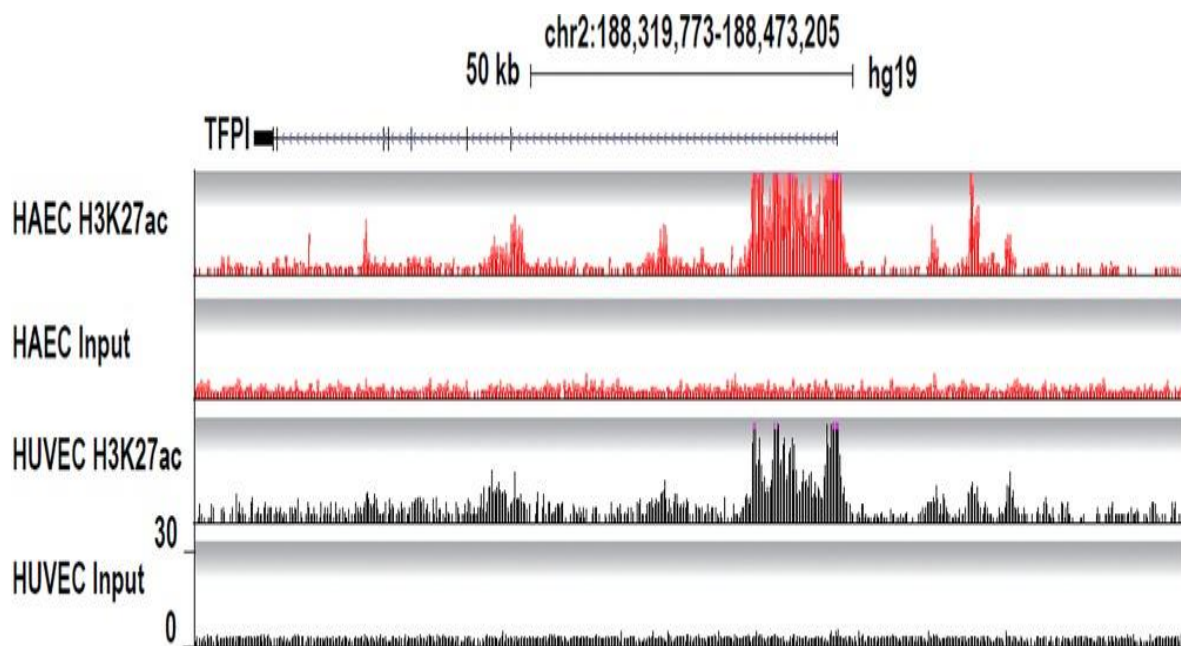 chr2:188,319,773-188,473,205
50 kb hg19
TFPI
HAEC H3K27ac
HAEC Input
HUVEC H3K27ac
30
HUVEC Input
0